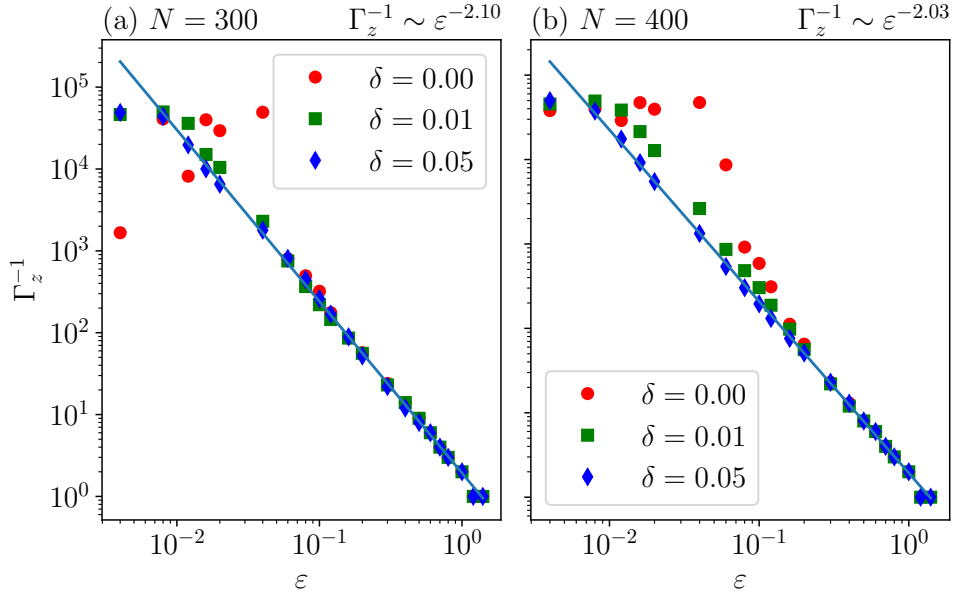 (a) N = 300 Γ_z^{-1} ~ ε^{-2.10}
(b) N = 400 Γ_z^{-1} ~ ε^{-2.03}
δ = 0.00
δ = 0.01
δ = 0.05
δ = 0.00
δ = 0.01
δ = 0.05
10^5
10^4
10^3
10^2
10^1
10^0
Γ_z^{-1}
10^{-2} 10^{-1} 10^0
10^{-2} 10^{-1} 10^0
ε
ε